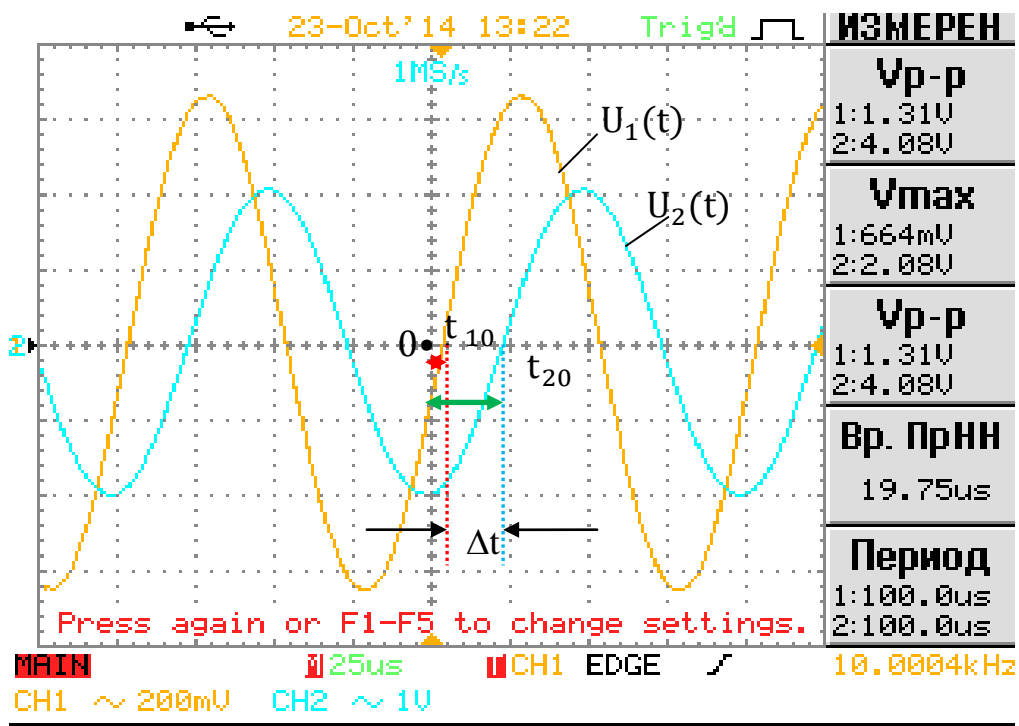 23-Oct'14 13:22 Trig'd ИЗМЕРЕН
1MS/s
U₁(t)
U₂(t)
0 t ₁₀
t₂₀
Δt
2
Press again or F1-F5 to change settings.
Vp-p
1:1.31V
2:4.08V
Vmax
1:664mV
2:2.08V
Vp-p
1:1.31V
2:4.08V
Вр. ПрНН
19.75us
Период
1:100.0us
2:100.0us
MAIN M 25us T CH1 EDGE 10.0004kHz
CH1 ~ 200mV CH2 ~ 1V